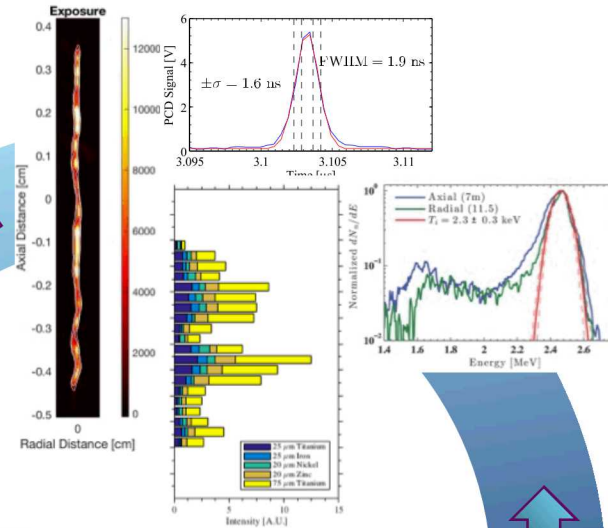 Exposure
0.4
0.3
0.2
0.1
0
-0.1
-0.2
-0.3
-0.4
-0.5
Axial Distance [cm]
0
Radial Distance [cm]
12000
10000
8000
6000
4000
2000
0
PCD Signal [V]
6
4
2
0
±σ = 1.6 ns
FWHM = 1.9 ns
3.095 3.1 3.105 3.11
25 μm Titanium
25 μm Iron
20 μm Nickel
20 μm Zinc
75 μm Titanium
0 5 10 15
Intensity [A.U.]
Normalized dNn/dE
10⁰
10⁻¹
10⁻²
Axial (7m)
Radial (11.5)
Ti = 2.3 ± 0.3 keV
1.4 1.6 1.8 2 2.2 2.4 2.6
Energy [MeV]